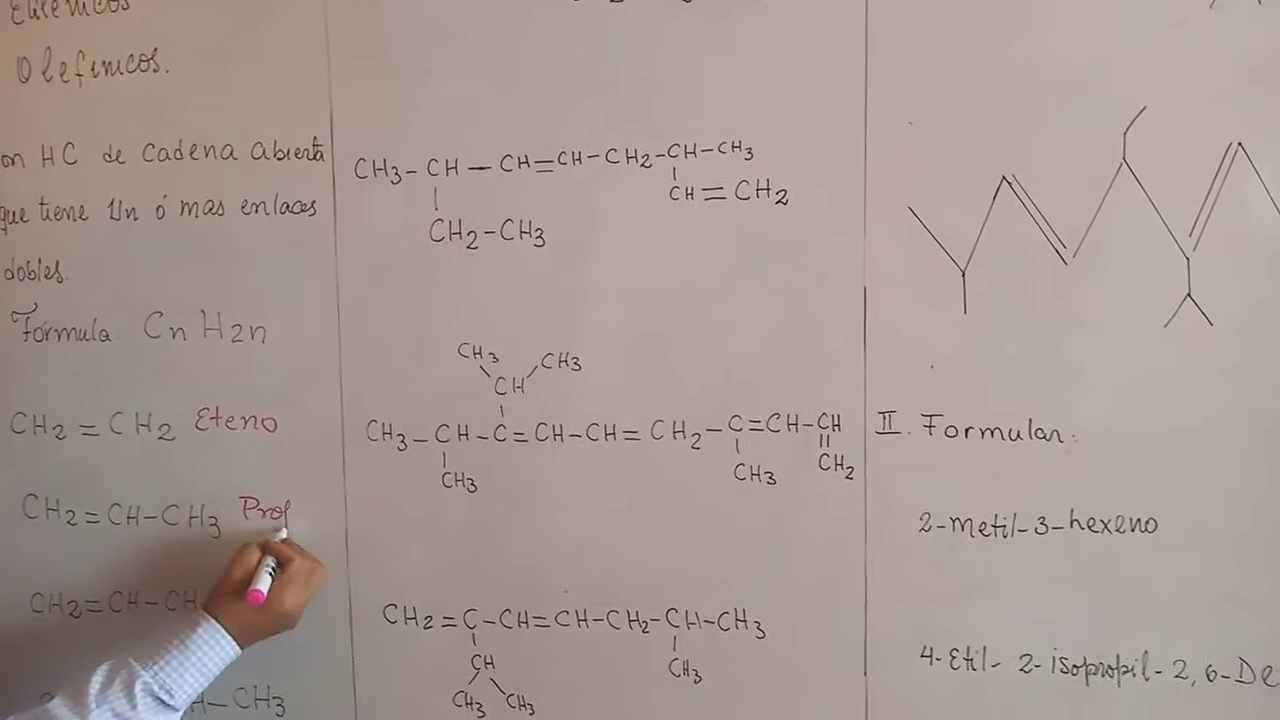 Etilénicos
Olefínicos.
on HC de cadena abierta
que tiene Un ó mas enlaces
dobles.
Fórmula CnH2n
CH2=CH2 Eteno
CH2=CH-CH3 Prop
CH2=CH-CH
H-CH3
CH3-CH-CH=CH-CH2-CH-CH3
CH=CH2
CH2-CH3
CH3 CH3
CH
CH3-CH-C=CH-CH=CH2-C=CH-CH
CH3 CH3 CH2
CH2=C-CH=CH-CH2-CH-CH3
CH CH3
CH3 CH3
II. Formular:
2-metil-3-hexeno
4-Etil-2-isopropil-2,6-De